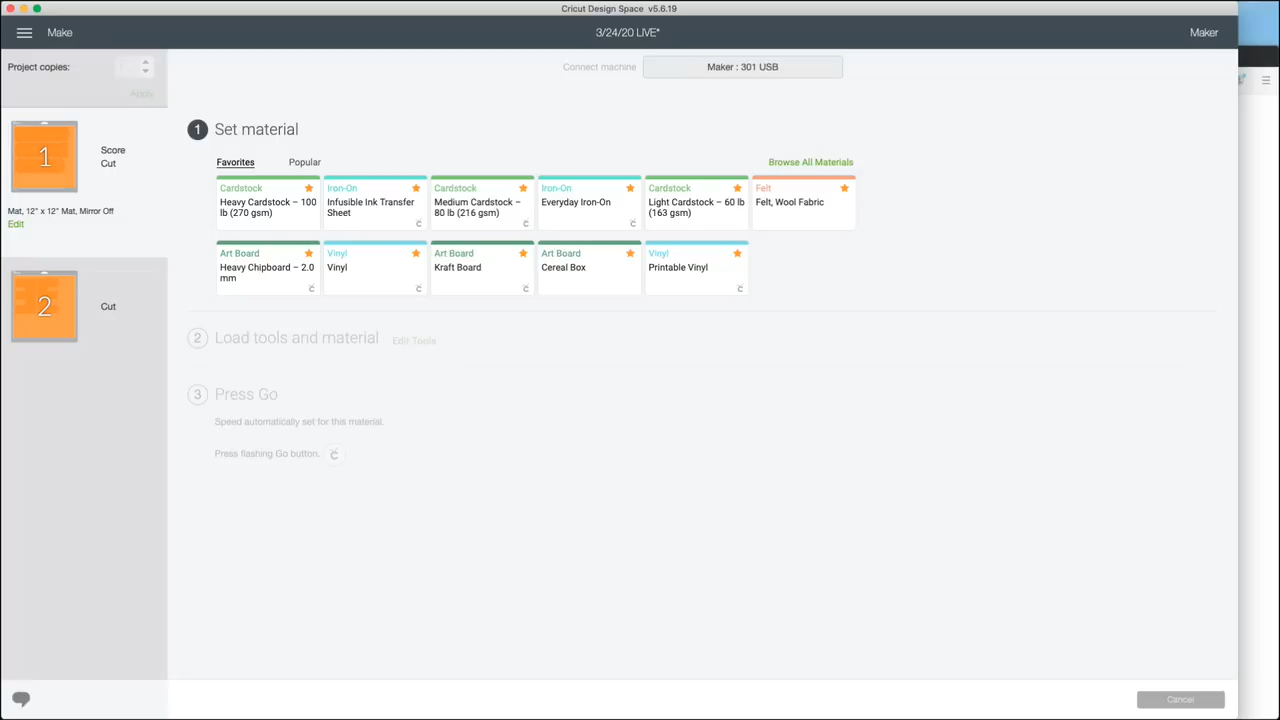 Cricut Design Space v5.6.19
Make
3/24/20 LIVE*
Maker
Project copies:
Apply
Connect machine
Maker : 301 USB
1
Score
Cut
Mat, 12" x 12" Mat, Mirror Off
Edit
2
Cut
1 Set material
Favorites
Popular
Browse All Materials
Cardstock
Heavy Cardstock – 100
lb (270 gsm)
Iron-On
Infusible Ink Transfer
Sheet
Cardstock
Medium Cardstock –
80 lb (216 gsm)
Iron-On
Everyday Iron-On
Cardstock
Light Cardstock – 60 lb
(163 gsm)
Felt
Felt, Wool Fabric
Art Board
Heavy Chipboard – 2.0
mm
Vinyl
Vinyl
Art Board
Kraft Board
Art Board
Cereal Box
Vinyl
Printable Vinyl
2 Load tools and material Edit Tools
3 Press Go
Speed automatically set for this material.
Press flashing Go button.
Cancel